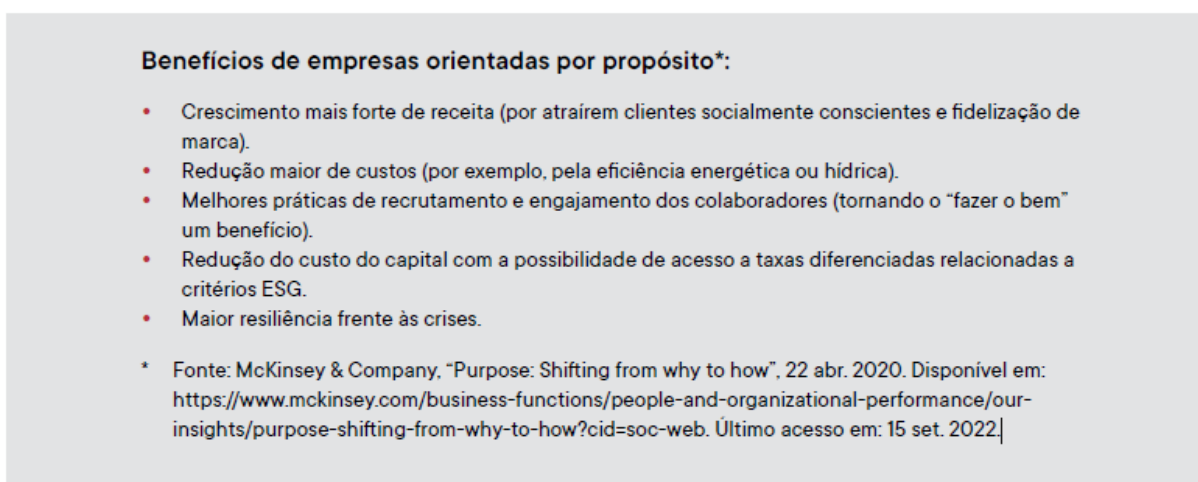 Benefícios de empresas orientadas por propósito*:
• Crescimento mais forte de receita (por atraírem clientes socialmente conscientes e fidelização de
marca).
• Redução maior de custos (por exemplo, pela eficiência energética ou hídrica).
• Melhores práticas de recrutamento e engajamento dos colaboradores (tornando o “fazer o bem”
um benefício).
• Redução do custo do capital com a possibilidade de acesso a taxas diferenciadas relacionadas a
critérios ESG.
• Maior resiliência frente às crises.
* Fonte: McKinsey & Company, “Purpose: Shifting from why to how”, 22 abr. 2020. Disponível em:
https://www.mckinsey.com/business-functions/people-and-organizational-performance/our-
insights/purpose-shifting-from-why-to-how?cid=soc-web. Último acesso em: 15 set. 2022.